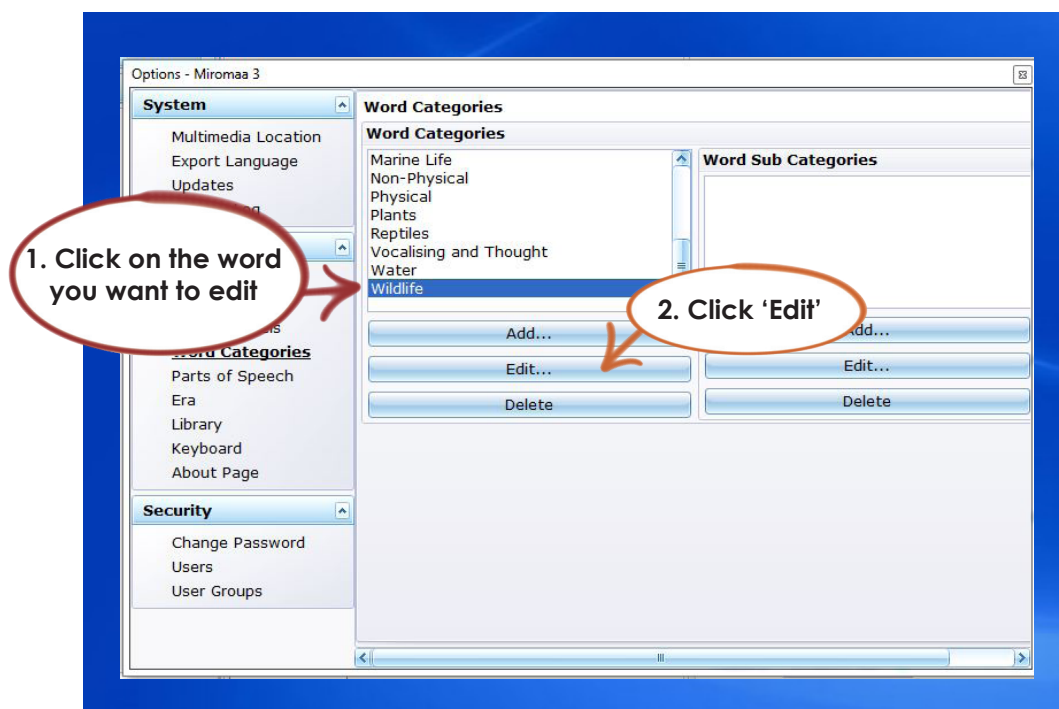 Options - Miromaa 3
System
Multimedia Location
Export Language
Updates
1. Click on the word
you want to edit
Word Categories
Parts of Speech
Era
Library
Keyboard
About Page
Security
Change Password
Users
User Groups
Word Categories
Word Categories
Marine Life
Non-Physical
Physical
Plants
Reptiles
Vocalising and Thought
Water
Wildlife
Add...
Edit...
Delete
2. Click ‘Edit’
Word Sub Categories
Add...
Edit...
Delete